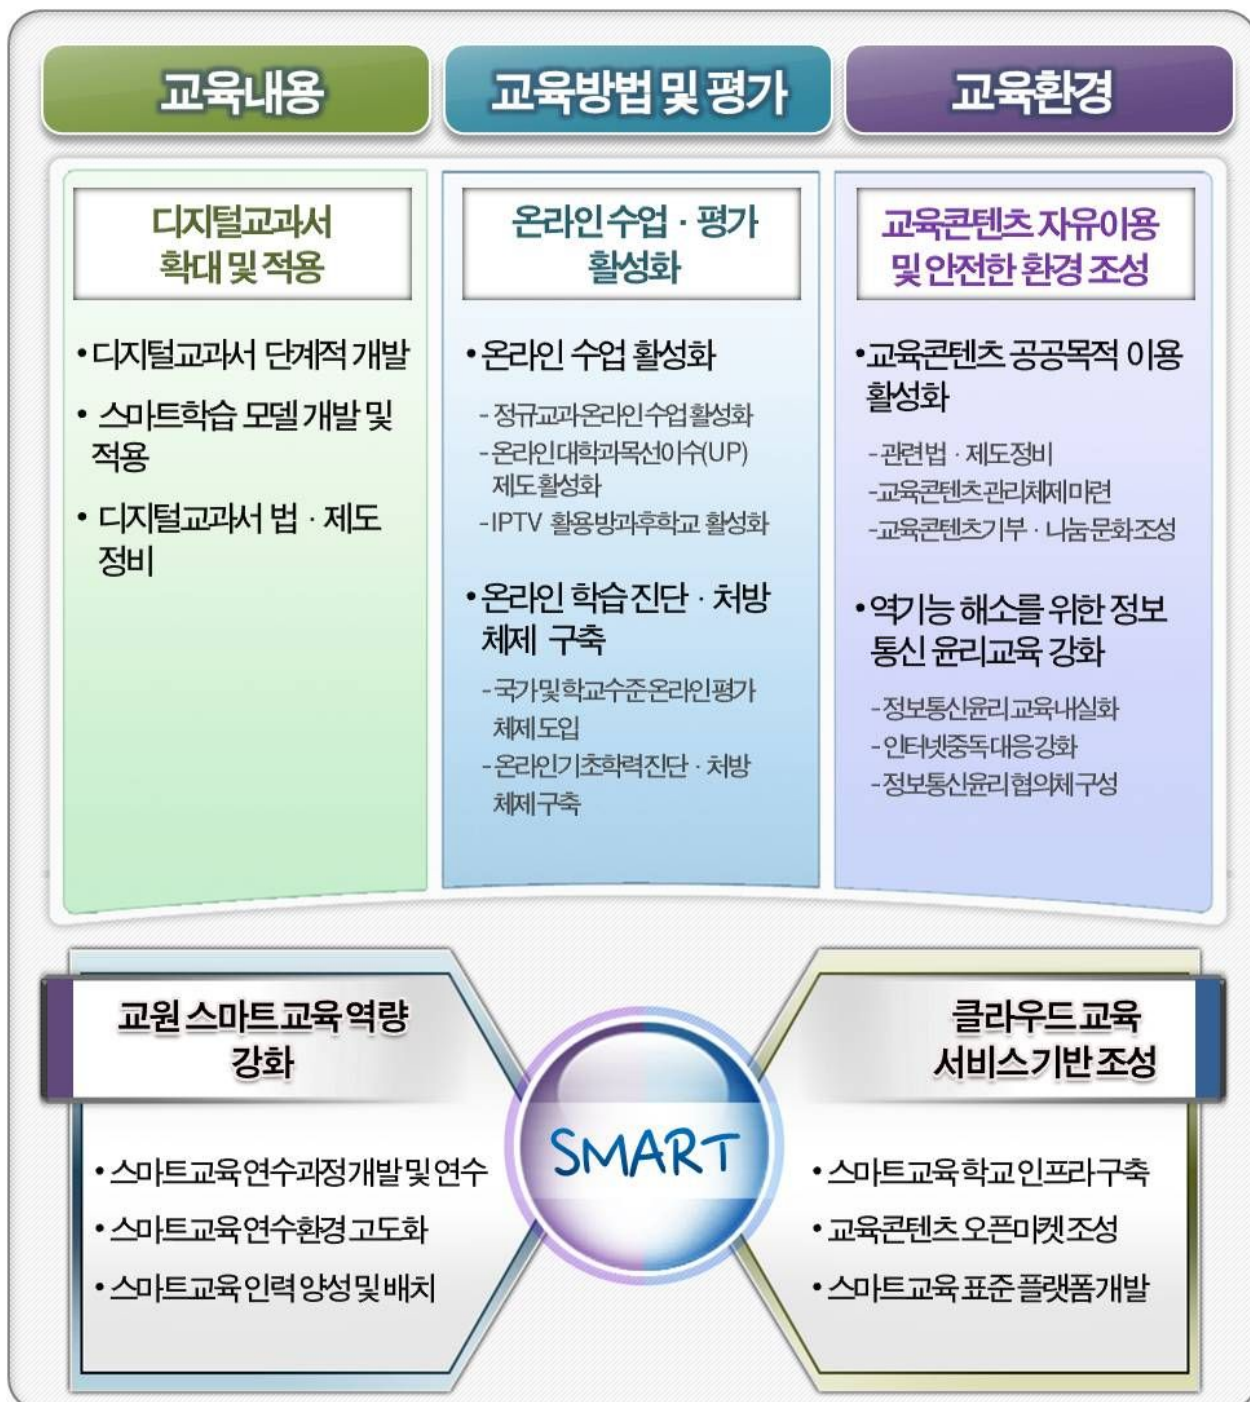 교육내용
디지털교과서
확대 및 적용
• 디지털교과서 단계적 개발
• 스마트학습 모델 개발 및
적용
• 디지털교과서 법 · 제도
정비
교육방법 및 평가
온라인 수업 · 평가
활성화
• 온라인 수업 활성화
- 정규교과 온라인 수업 활성화
- 온라인 대학과목선이수(UP)
제도 활성화
- IPTV 활용 방과후학교 활성화
• 온라인 학습 진단 · 처방
체제 구축
- 국가 및 학교수준 온라인 평가
체제 도입
- 온라인 기초학력 진단 · 처방
체제 구축
교육환경
교육콘텐츠 자유이용
및 안전한 환경 조성
• 교육콘텐츠 공공목적 이용
활성화
- 관련 법 · 제도 정비
- 교육콘텐츠 관리체제 마련
- 교육콘텐츠 기부 · 나눔 문화 조성
• 역기능 해소를 위한 정보
통신 윤리교육 강화
- 정보통신윤리 교육 내실화
- 인터넷중독 대응 강화
- 정보통신윤리 협의체 구성
교원 스마트 교육 역량
강화
• 스마트교육 연수과정 개발 및 연수
• 스마트교육 연수환경 고도화
• 스마트교육 인력 양성 및 배치
SMART
클라우드 교육
서비스 기반 조성
• 스마트교육 학교 인프라 구축
• 교육콘텐츠 오픈마켓 조성
• 스마트교육 표준 플랫폼 개발